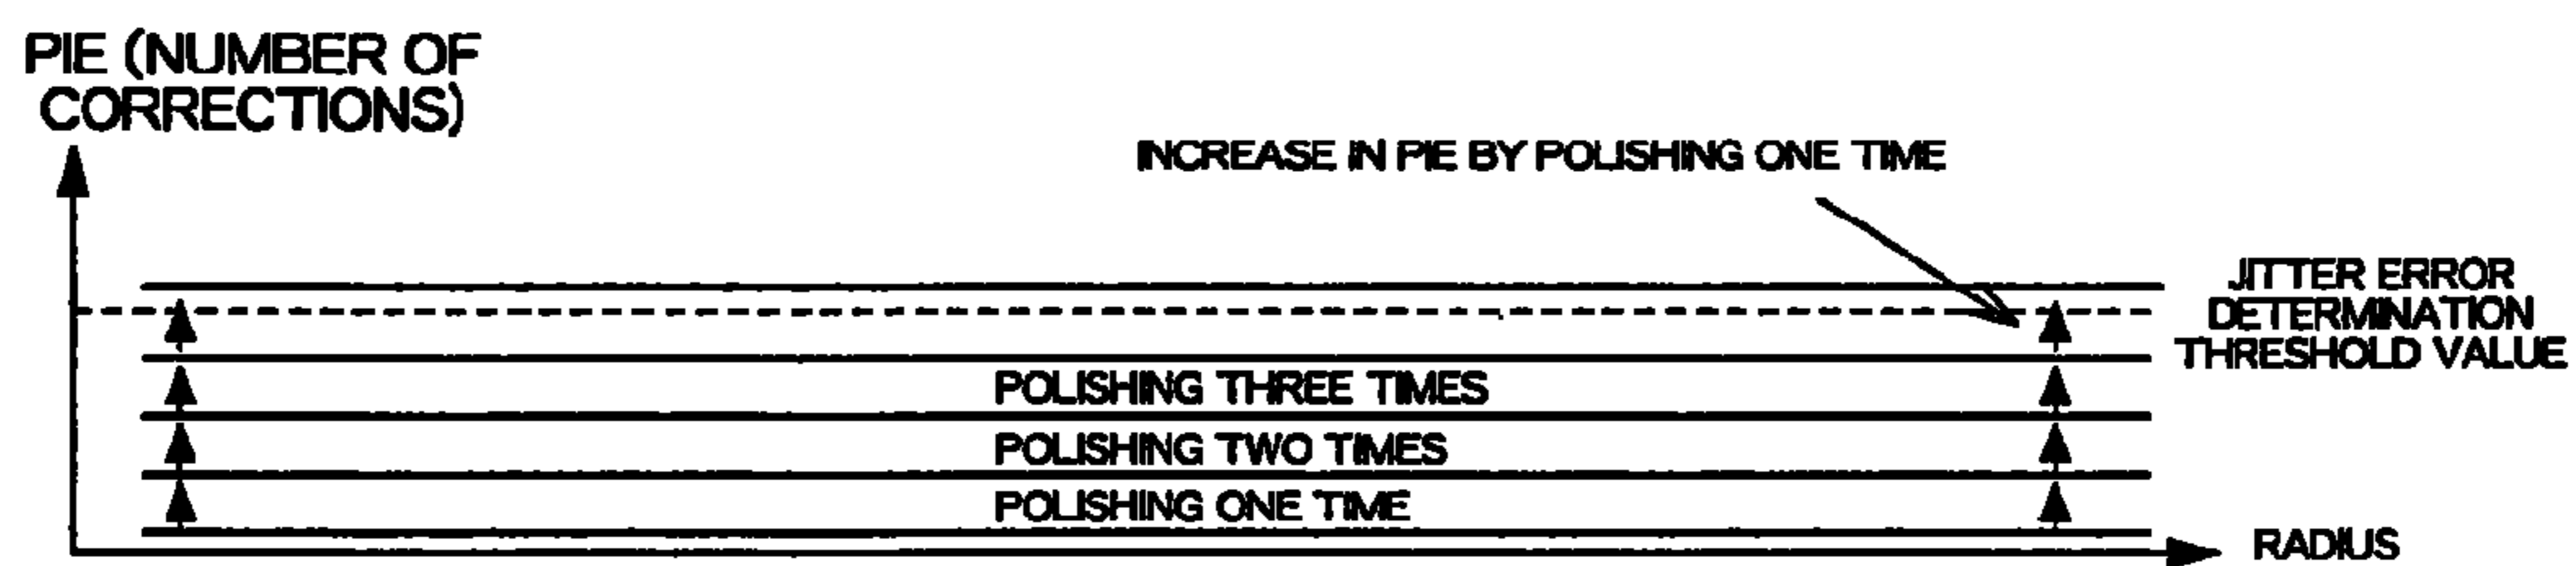 PIE (NUMBER OF
CORRECTIONS)
INCREASE IN PIE BY POLISHING ONE TIME
JITTER ERROR
DETERMINATION
THRESHOLD VALUE
POLISHING THREE TIMES
POLISHING TWO TIMES
POLISHING ONE TIME
RADIUS